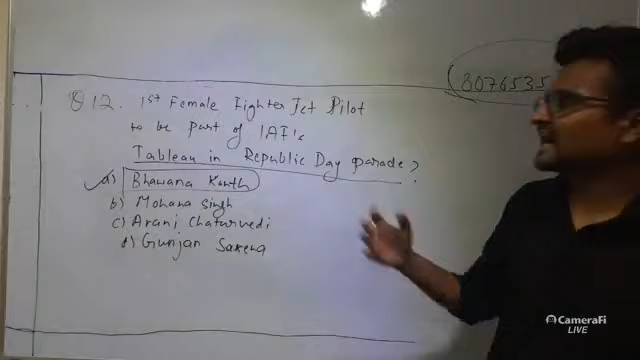 8076535
Q 12. 1st Female Fighter Jet Pilot
to be part of IAF's
Tableau in Republic Day parade?
a) Bhawana Kanth
b) Mohana Singh
c) Avani Chaturvedi
d) Gunjan Saxena
CameraFi
LIVE